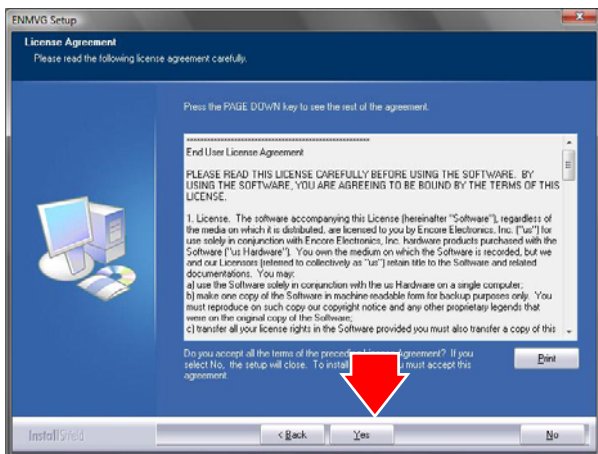 ENMVG Setup
License Agreement
Please read the following license agreement carefully.
Press the PAGE DOWN key to see the rest of the agreement.
End User License Agreement
PLEASE READ THIS LICENSE CAREFULLY BEFORE USING THE SOFTWARE. BY
USING THE SOFTWARE, YOU ARE AGREEING TO BE BOUND BY THE TERMS OF THIS
LICENSE.
1. License. The software accompanying this License (hereinafter "Software"), regardless of
the media on which it is distributed, are licensed to you by Encore Electronics, Inc. ("us") for
use solely in conjunction with Encore Electronics, Inc. hardware products purchased with the
Software ("us Hardware"). You own the medium on which the Software is recorded, but we
and our Licensors (referred to collectively as "us") retain title to the Software and related
documentations. You may:
a) use the Software solely in conjunction with the us Hardware on a single computer;
b) make one copy of the Software in machine-readable form for backup purposes only. You
must reproduce on such copy our copyright notice and any other proprietary legends that
were on the original copy of the Software;
c) transfer all your license rights in the Software provided you must also transfer a copy of this
Do you accept all the terms of the preceding License Agreement? If you
select No, the setup will close. To install you must accept this
agreement.
Print
InstallShield
< Back
Yes
No